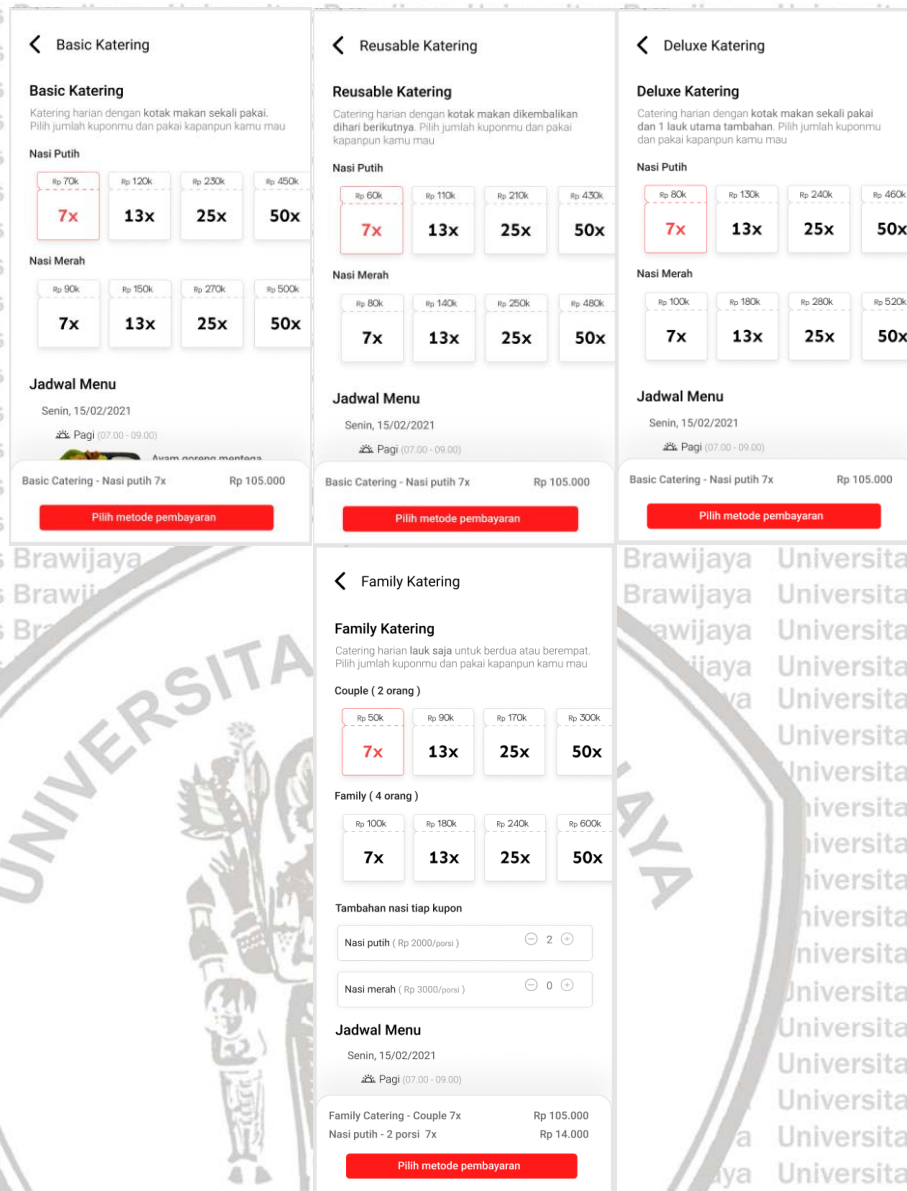 Basic Katering
Basic Katering
Katering harian dengan kotak makan sekali pakai.
Pilih jumlah kuponmu dan pakai kapanpun kamu mau
Nasi Putih
Rp 70k Rp 120k Rp 230k Rp 450k
7x 13x 25x 50x
Nasi Merah
Rp 90k Rp 150k Rp 270k Rp 500k
7x 13x 25x 50x
Jadwal Menu
Senin, 15/02/2021
Pagi (07.00 - 09.00)
Ayam goreng mentega
Basic Catering - Nasi putih 7x Rp 105.000
Pilih metode pembayaran
Reusable Katering
Reusable Katering
Catering harian dengan kotak makan dikembalikan
dihari berikutnya. Pilih jumlah kuponmu dan pakai
kapanpun kamu mau
Nasi Putih
Rp 60k Rp 110k Rp 210k Rp 430k
7x 13x 25x 50x
Nasi Merah
Rp 80k Rp 140k Rp 250k Rp 480k
7x 13x 25x 50x
Jadwal Menu
Senin, 15/02/2021
Pagi (07.00 - 09.00)
Basic Catering - Nasi putih 7x Rp 105.000
Pilih metode pembayaran
Deluxe Katering
Deluxe Katering
Catering harian dengan kotak makan sekali pakai
dan 1 lauk utama tambahan. Pilih jumlah kuponmu
dan pakai kapanpun kamu mau
Nasi Putih
Rp 80k Rp 130k Rp 240k Rp 460k
7x 13x 25x 50x
Nasi Merah
Rp 100k Rp 180k Rp 280k Rp 520k
7x 13x 25x 50x
Jadwal Menu
Senin, 15/02/2021
Pagi (07.00 - 09.00)
Basic Catering - Nasi putih 7x Rp 105.000
Pilih metode pembayaran
Family Katering
Family Katering
Catering harian lauk saja untuk berdua atau berempat.
Pilih jumlah kuponmu dan pakai kapanpun kamu mau
Couple ( 2 orang )
Rp 50k Rp 90k Rp 170k Rp 300k
7x 13x 25x 50x
Family ( 4 orang )
Rp 100k Rp 180k Rp 240k Rp 600k
7x 13x 25x 50x
Tambahan nasi tiap kupon
Nasi putih ( Rp 2000/porsi ) 2
Nasi merah ( Rp 3000/porsi ) 0
Jadwal Menu
Senin, 15/02/2021
Pagi (07.00 - 09.00)
Family Catering - Couple 7x Rp 105.000
Nasi putih - 2 porsi 7x Rp 14.000
Pilih metode pembayaran
Brawijaya
Brawijaya